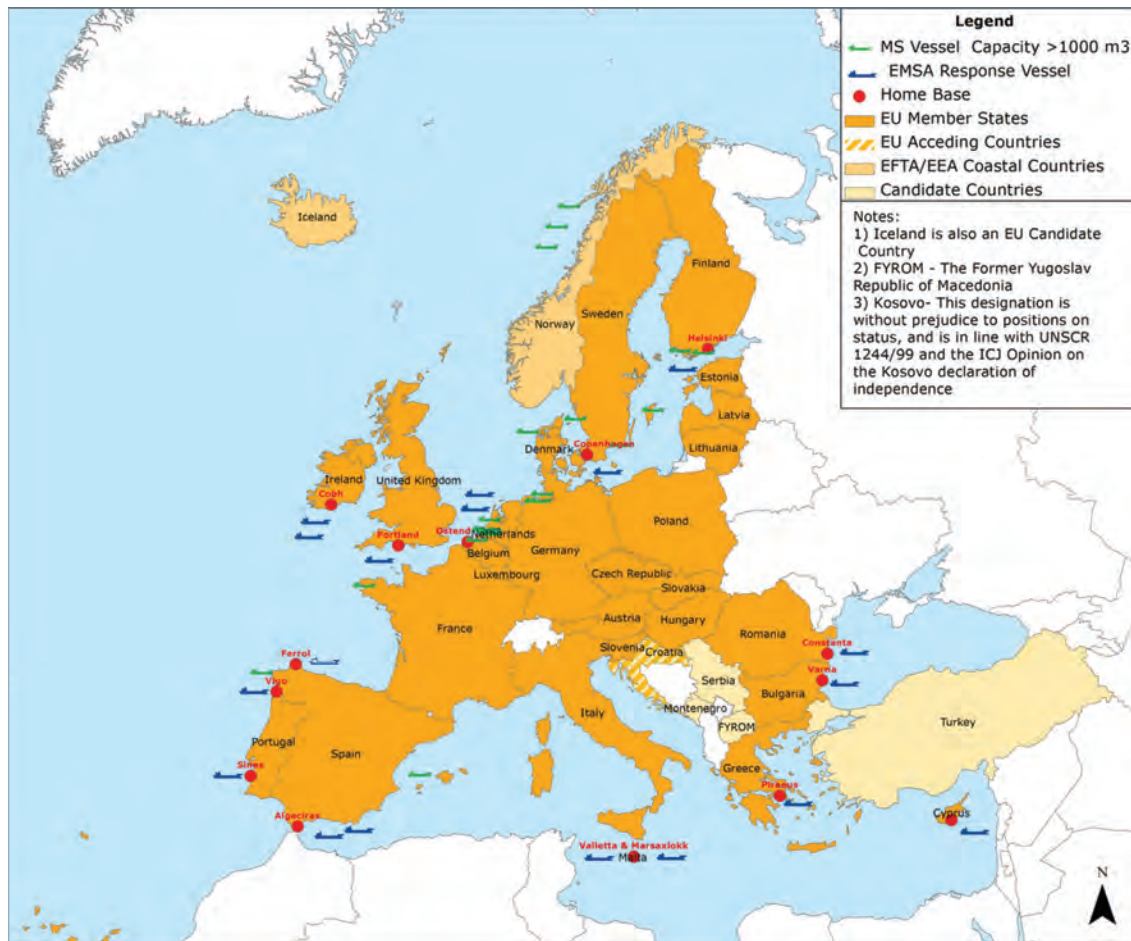 Legend
MS Vessel Capacity >1000 m3
EMSA Response Vessel
Home Base
EU Member States
EU Acceding Countries
EFTA/EEA Coastal Countries
Candidate Countries
Notes:
1) Iceland is also an EU Candidate
Country
2) FYROM - The Former Yugoslav
Republic of Macedonia
3) Kosovo- This designation is
without prejudice to positions on
status, and is in line with UNSCR
1244/99 and the ICJ Opinion on
the Kosovo declaration of
independence
Iceland
Finland
Sweden
Norway
Helsinki
Estonia
Latvia
Lithuania
Copenhagen
Denmark
Ireland
United Kingdom
Cobh
Portland
Ostend
Netherlands
Belgium
Germany
Poland
Luxembourg
Czech Republic
Slovakia
Austria
Hungary
France
Romania
Slovenia
Croatia
Constanta
Ferrol
Vigo
Serbia
Varna
Bulgaria
Montenegro
Italy
FYROM
Turkey
Portugal
Spain
Greece
Sines
Piraeus
Algeciras
Cyprus
Valletta & Marsaxlokk
Malta
N